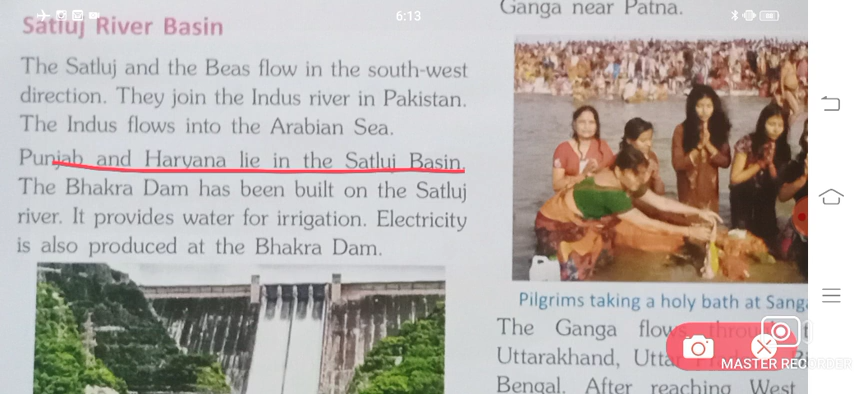 6:13
Satluj River Basin
The Satluj and the Beas flow in the south-west
direction. They join the Indus river in Pakistan.
The Indus flows into the Arabian Sea.
Punjab and Haryana lie in the Satluj Basin.
The Bhakra Dam has been built on the Satluj
river. It provides water for irrigation. Electricity
is also produced at the Bhakra Dam.
Ganga near Patna.
Pilgrims taking a holy bath at
The Ganga flows through
Uttarakhand,
Bengal. After reaching West
MASTER RECORDER